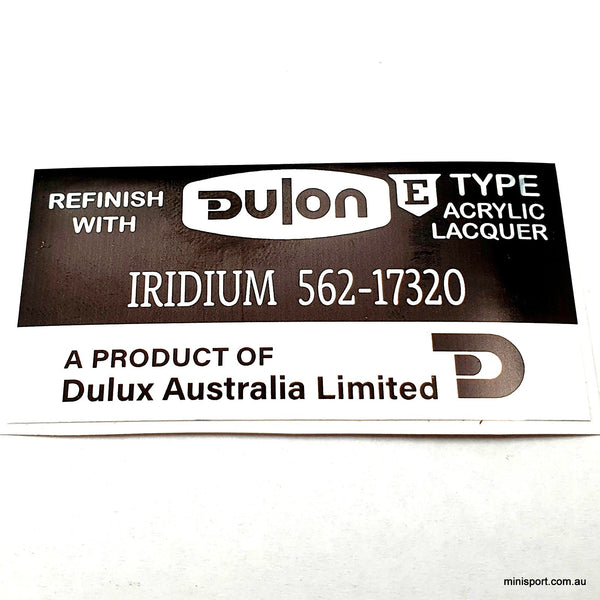 REFINISH WITH
Dulon
E TYPE
ACRYLIC
LACQUER
IRIDIUM 562-17320
A PRODUCT OF
Dulux Australia Limited
D
minisport.com.au